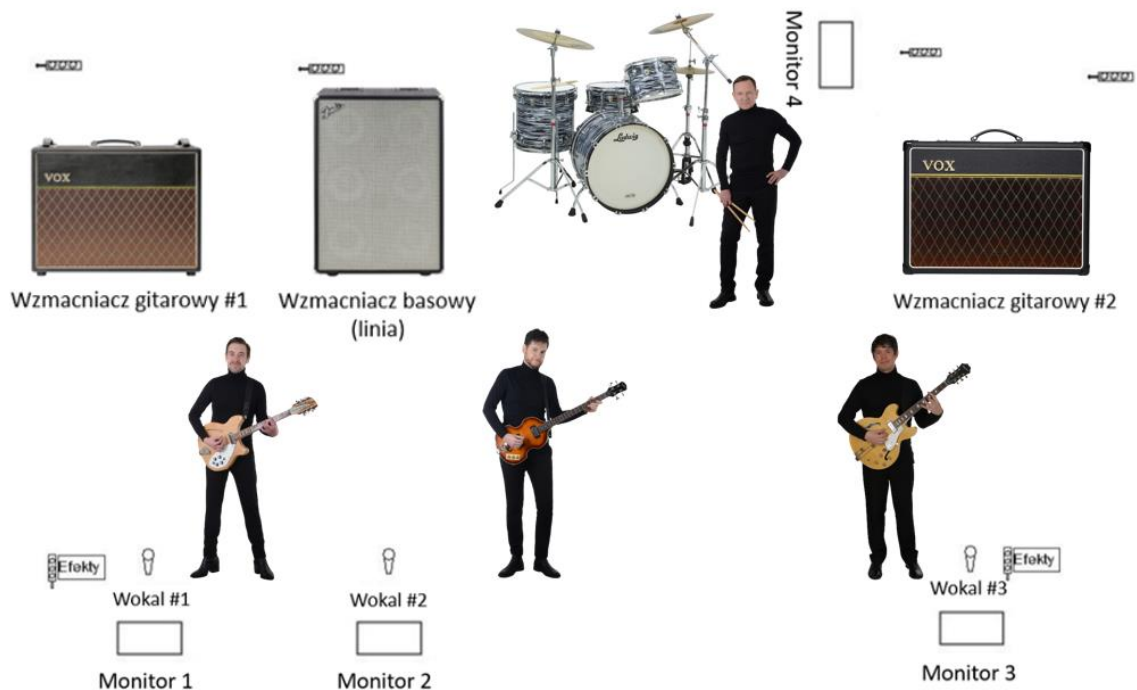 Monitor 4
Ludwig
VOX
VOX
Wzmacniacz gitarowy #1
Wzmacniacz basowy
(linia)
Wzmacniacz gitarowy #2
Efekty
Wokal #1
Wokal #2
Wokal #3
Efekty
Monitor 1
Monitor 2
Monitor 3